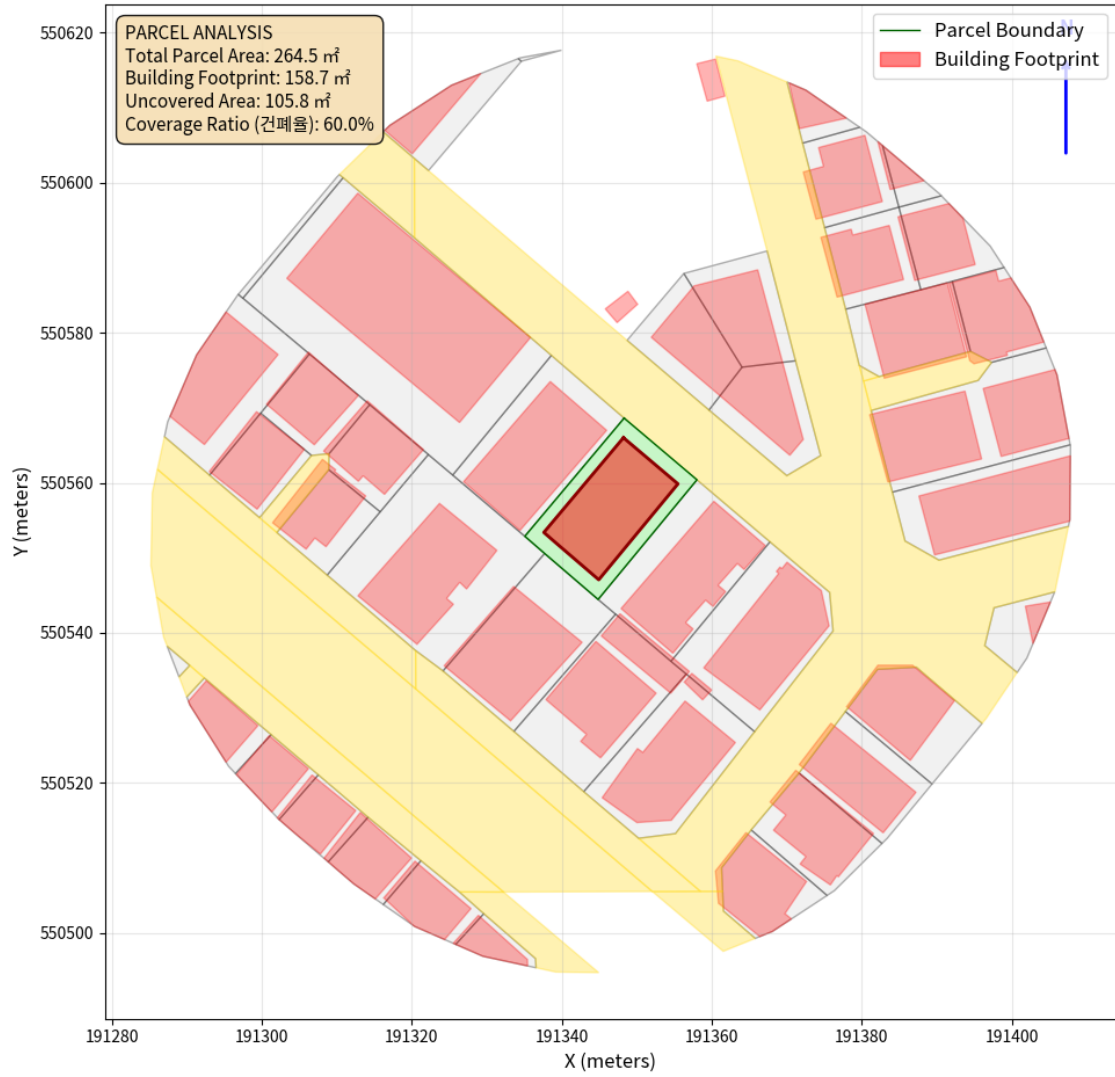 PARCEL ANALYSIS
Total Parcel Area: 264.5 ㎡
Building Footprint: 158.7 ㎡
Uncovered Area: 105.8 ㎡
Coverage Ratio (건폐율): 60.0%
Parcel Boundary
Building Footprint
N
550620
550600
550580
550560
550540
550520
550500
Y (meters)
191280
191300
191320
191340
191360
191380
191400
X (meters)